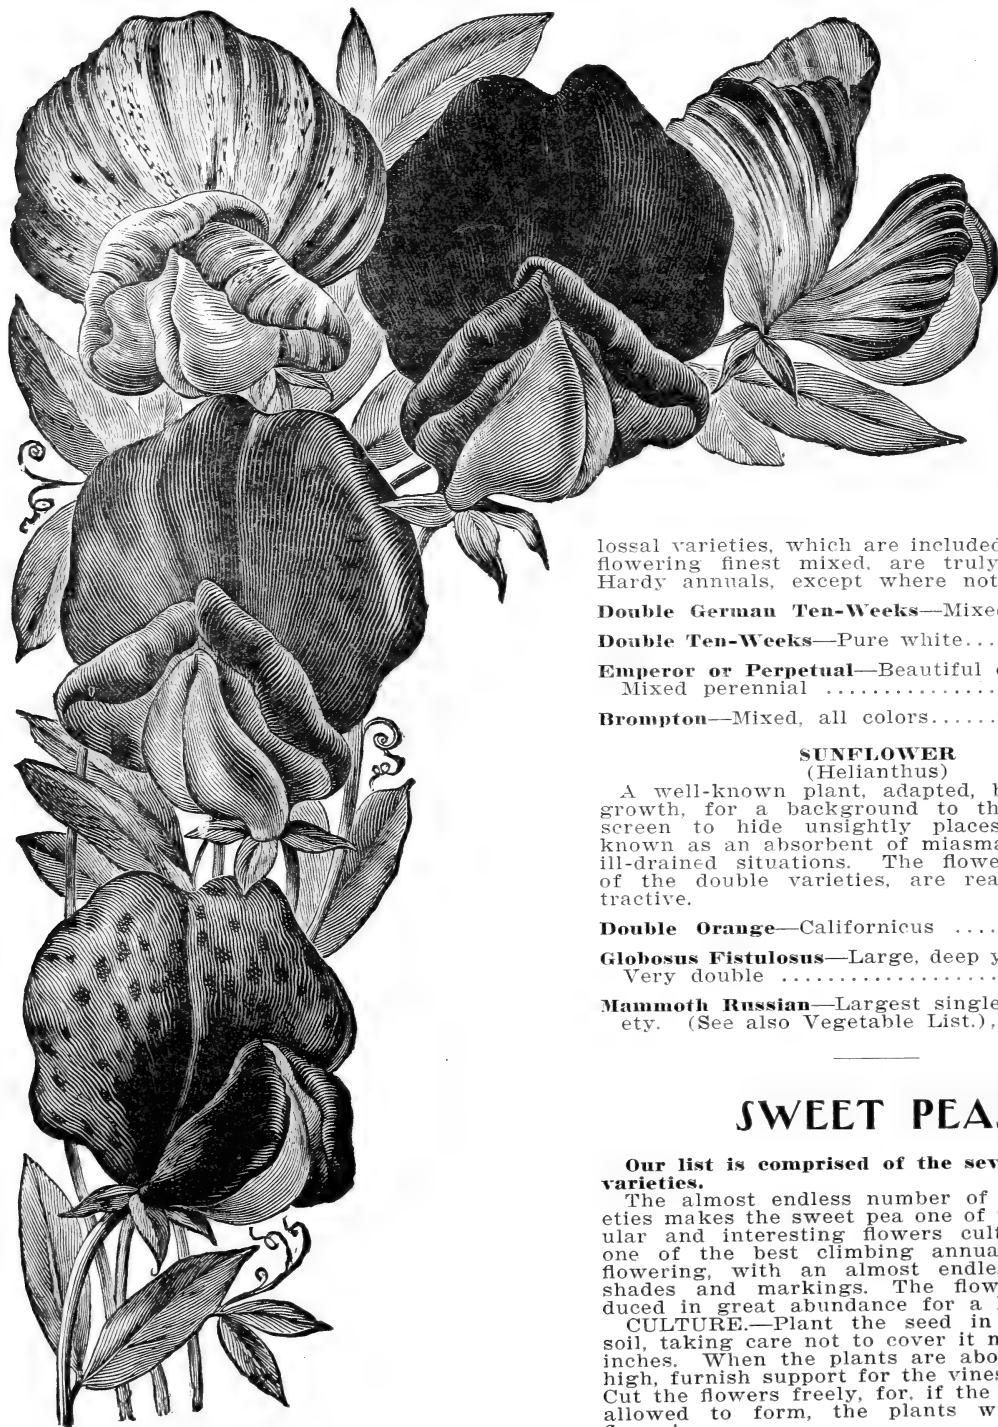 lossal varieties, which are included
flowering finest mixed, are truly
Hardy annuals, except where not
Double German Ten-Weeks—Mixe
Double Ten-Weeks—Pure white...
Emperor or Perpetual—Beautiful
Mixed perennial ................
Brompton—Mixed, all colors......
SUNFLOWER
(Helianthus)
A well-known plant, adapted,
growth, for a background to th
screen to hide unsightly places
known as an absorbent of miasma
ill-drained situations. The flowe
of the double varieties, are rea
tractive.
Double Orange—Californicus ....
Globosus Fistulosus—Large, deep y
Very double ....................
Mammoth Russian—Largest single
ety. (See also Vegetable List.),
SWEET PEAS
Our list is comprised of the sev
varieties.
The almost endless number of
eties makes the sweet pea one of
ular and interesting flowers cult
one of the best climbing annua
flowering, with an almost endles
shades and markings. The flow
duced in great abundance for a
CULTURE.—Plant the seed in
soil, taking care not to cover it m
inches. When the plants are abo
high, furnish support for the vines
Cut the flowers freely, for, if the
allowed to form, the plants w